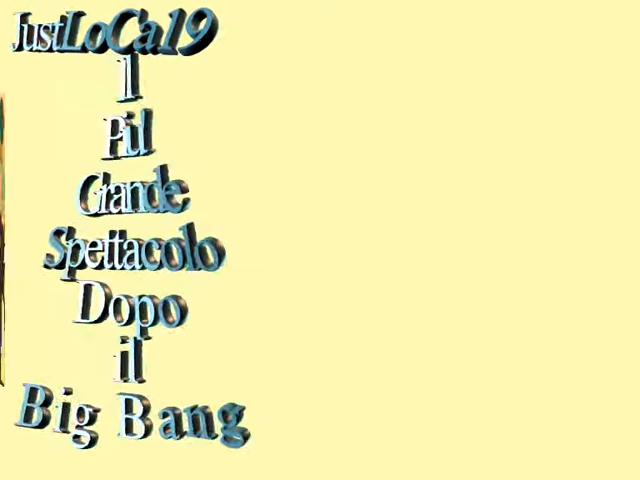 JustLoCa19
Il
Più
Grande
Spettacolo
Dopo
il
Big Bang